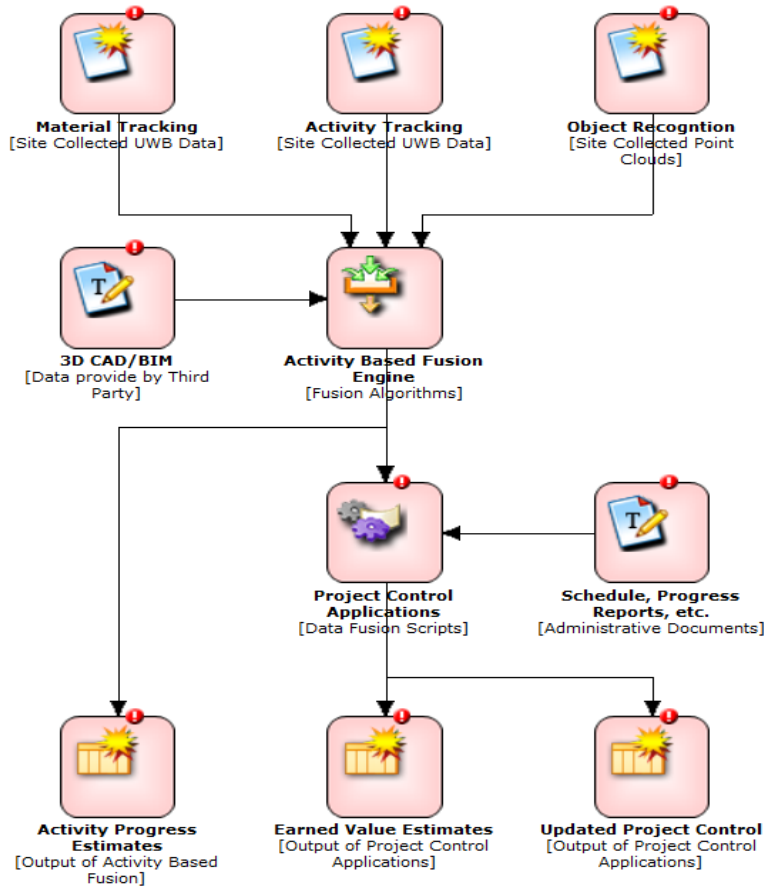 Material Tracking
[Site Collected UWB Data]
Activity Tracking
[Site Collected UWB Data]
Object Recogntion
[Site Collected Point
Clouds]
T
3D CAD/BIM
[Data provide by Third
Party]
Activity Based Fusion
Engine
[Fusion Algorithms]
Project Control
Applications
[Data Fusion Scripts]
T
Schedule, Progress
Reports, etc.
[Administrative Documents]
Activity Progress
Estimates
[Output of Activity Based
Fusion]
Earned Value Estimates
[Output of Project Control
Applications]
Updated Project Control
[Output of Project Control
Applications]